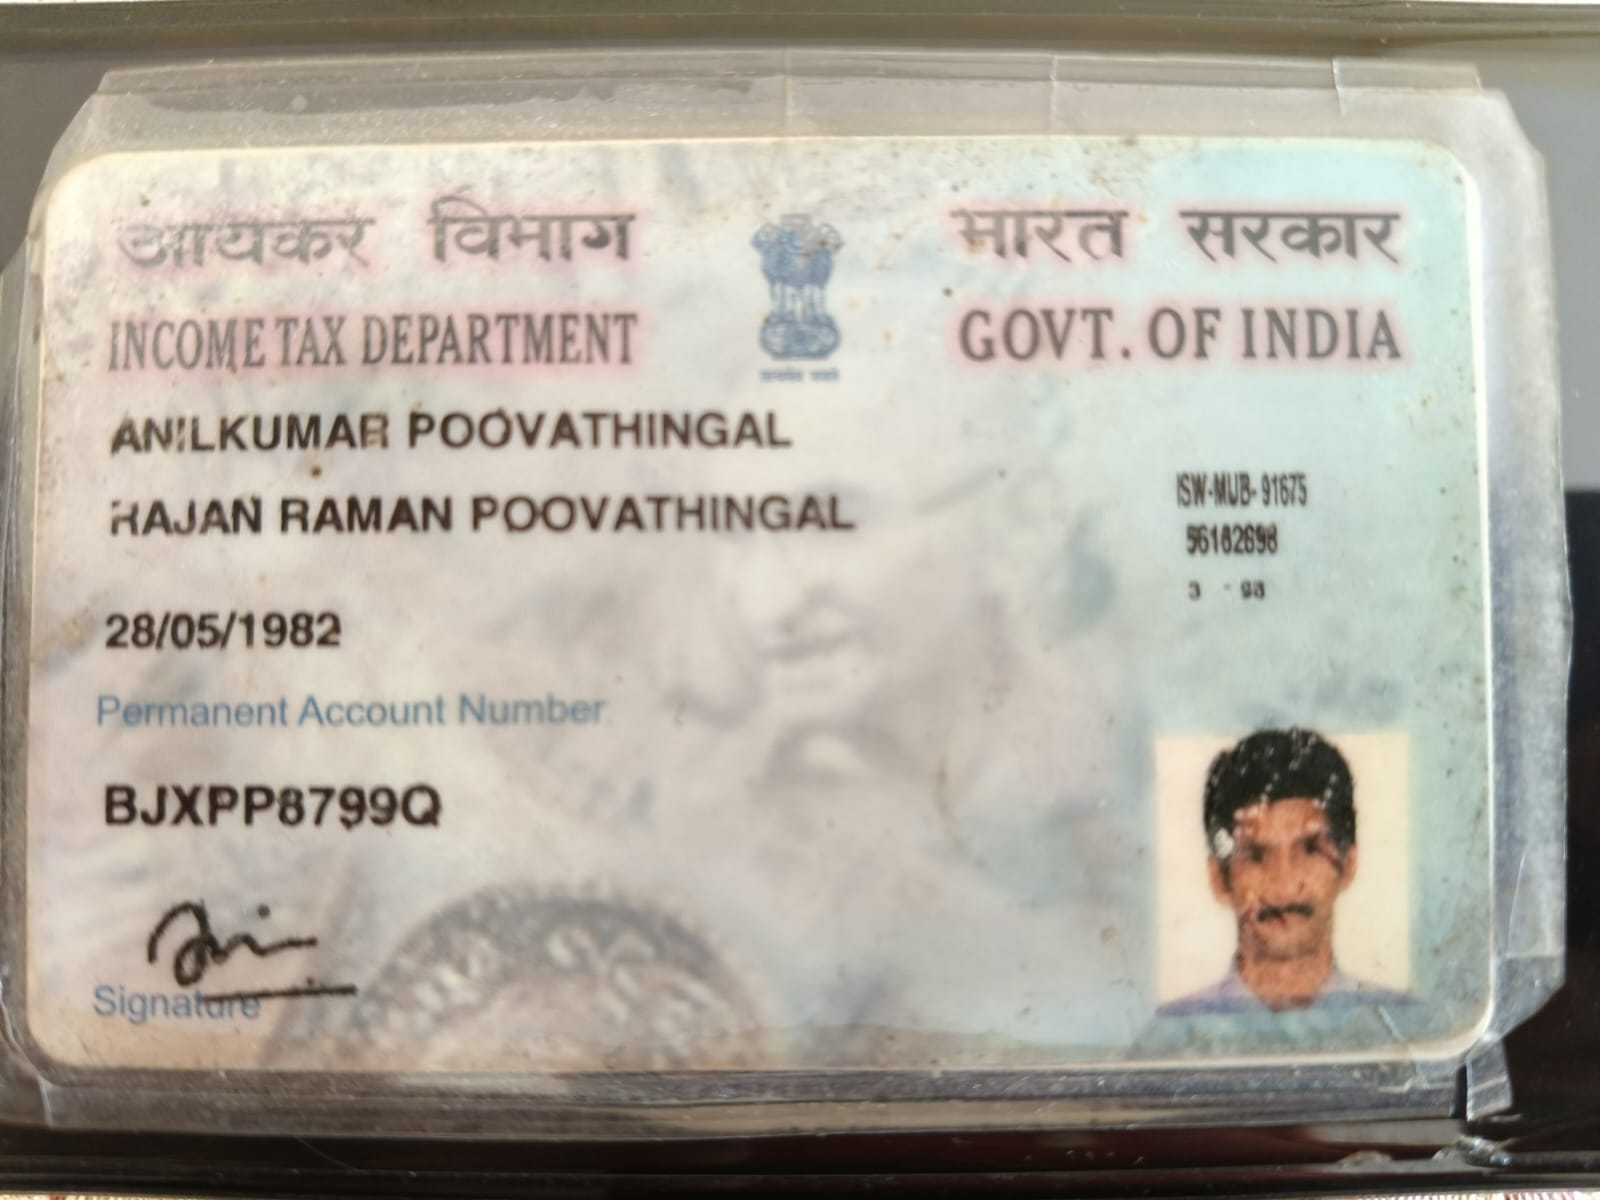 आयकर विभाग
INCOME TAX DEPARTMENT
भारत सरकार
GOVT. OF INDIA
ANILKUMAR POOVATHINGAL
RAJAN RAMAN POOVATHINGAL
28/05/1982
Permanent Account Number
BJXPP8799Q
Signature
ISW-MUB-91675
56182698